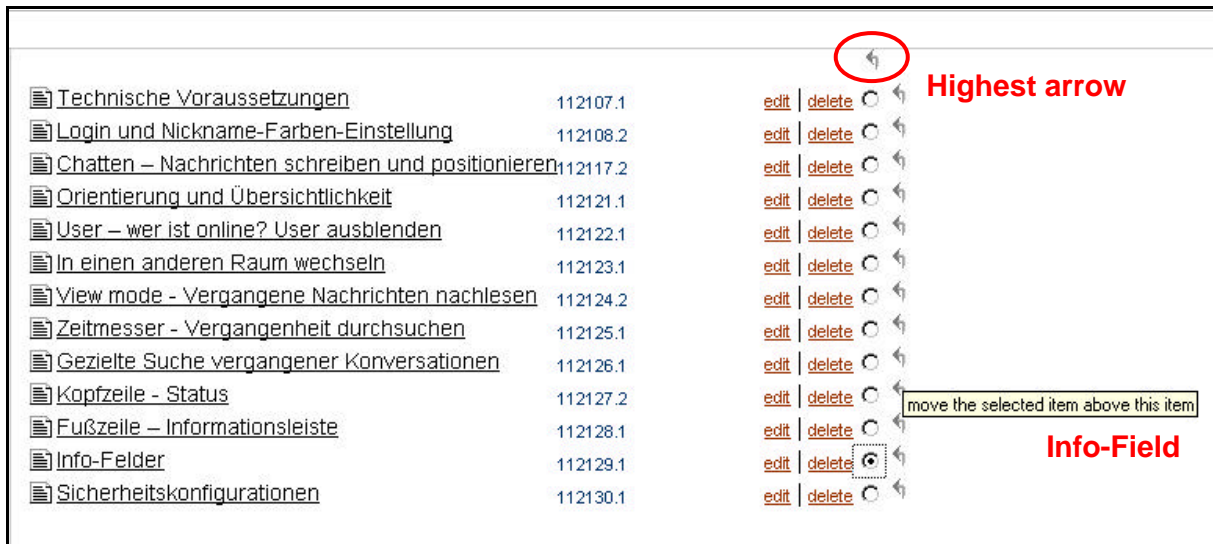 Highest arrow
Technische Voraussetzungen 112107.1 edit | delete
Login und Nickname-Farben-Einstellung 112108.2 edit | delete
Chatten – Nachrichten schreiben und positionieren 112117.2 edit | delete
Orientierung und Übersichtlichkeit 112121.1 edit | delete
User – wer ist online? User ausblenden 112122.1 edit | delete
In einen anderen Raum wechseln 112123.1 edit | delete
View mode - Vergangene Nachrichten nachlesen 112124.2 edit | delete
Zeitmesser - Vergangenheit durchsuchen 112125.1 edit | delete
Gezielte Suche vergangener Konversationen 112126.1 edit | delete
Kopfzeile - Status 112127.2 edit | delete
move the selected item above this item
Fußzeile – Informationsleiste 112128.1 edit | delete
Info-Field
Info-Felder 112129.1 edit | delete
Sicherheitskonfigurationen 112130.1 edit | delete